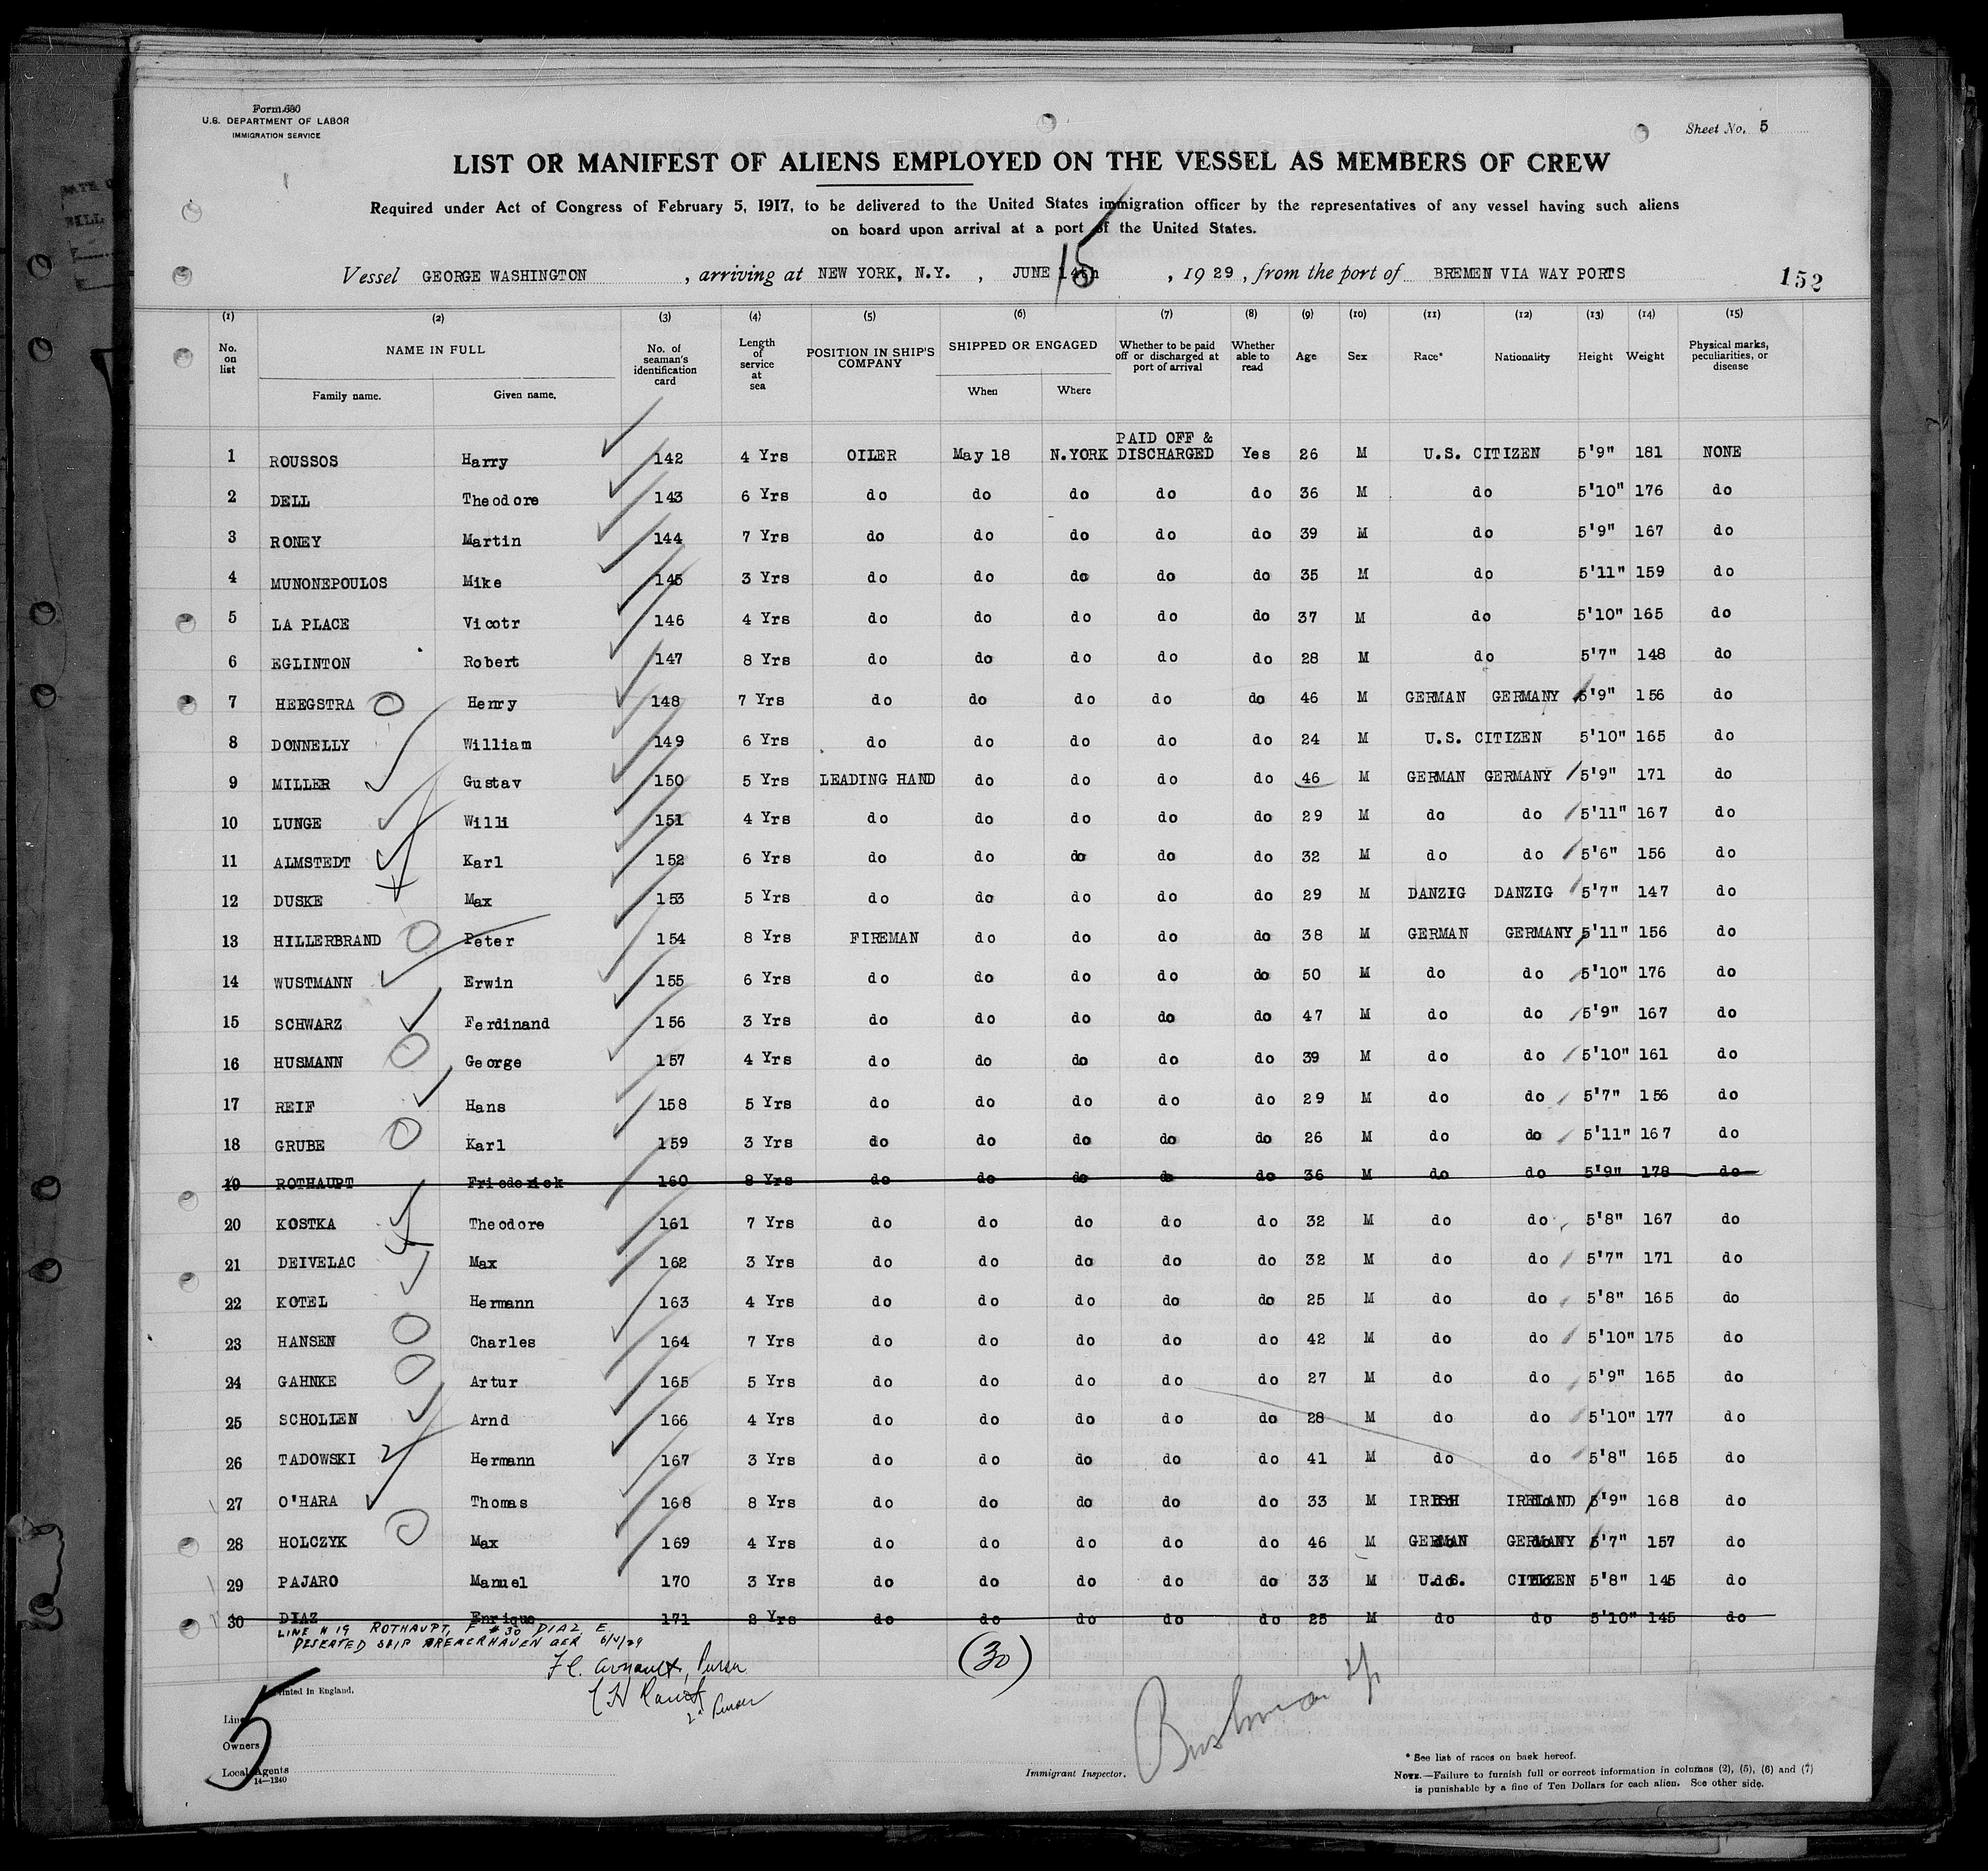 Form 680
U.S. DEPARTMENT OF LABOR
IMMIGRATION SERVICE
Sheet No. 5
LIST OR MANIFEST OF ALIENS EMPLOYED ON THE VESSEL AS MEMBERS OF CREW
Required under Act of Congress of February 5, 1917, to be delivered to the United States immigration officer by the representatives of any vessel having such aliens
on board upon arrival at a port of the United States.
Vessel GEORGE WASHINGTON, arriving at NEW YORK, N.Y., JUNE 14th 15, 1929, from the port of BREMEN VIA WAY PORTS 152
(1) (2) (3) (4) (5) (6) (7) (8) (9) (10) (11) (12) (13) (14) (15)
No. on list NAME IN FULL Family name. Given name. No. of seaman's identification card Length of service at sea POSITION IN SHIP'S COMPANY SHIPPED OR ENGAGED When Where Whether to be paid off or discharged at port of arrival Whether able to read Age Sex Race* Nationality Height Weight Physical marks, peculiarities, or disease
1 ROUSSOS Harry 142 4 Yrs OILER May 18 N.YORK PAID OFF & DISCHARGED Yes 26 M U.S. CITIZEN 5'9" 181 NONE
2 DELL Theodore 143 6 Yrs do do do do do 36 M do 5'10" 176 do
3 RONEY Martin 144 7 Yrs do do do do do 39 M do 5'9" 167 do
4 MUNONEPOULOS Mike 145 3 Yrs do do do do do 35 M do 5'11" 159 do
5 LA PLACE Vicotr 146 4 Yrs do do do do do 37 M do 5'10" 165 do
6 EGLINTON Robert 147 8 Yrs do do do do do 28 M do 5'7" 148 do
7 HEEGSTRA Henry 148 7 Yrs do do do do do 46 M GERMAN GERMANY 5'9" 156 do
8 DONNELLY William 149 6 Yrs do do do do do 24 M U.S. CITIZEN 5'10" 165 do
9 MILLER Gustav 150 5 Yrs LEADING HAND do do do do 46 M GERMAN GERMANY 5'9" 171 do
10 LUNGE Willi 151 4 Yrs do do do do do 29 M do do 5'11" 167 do
11 ALMSTEDT Karl 152 6 Yrs do do do do do 32 M do do 5'6" 156 do
12 DUSKE Max 153 5 Yrs do do do do do 29 M DANZIG DANZIG 5'7" 147 do
13 HILLERBRAND Peter 154 8 Yrs FIREMAN do do do do 38 M GERMAN GERMANY 5'11" 156 do
14 WUSTMANN Erwin 155 6 Yrs do do do do do 50 M do do 5'10" 176 do
15 SCHWARZ Ferdinand 156 3 Yrs do do do do do 47 M do do 5'9" 167 do
16 HUSMANN George 157 4 Yrs do do do do do 39 M do do 5'10" 161 do
17 REIF Hans 158 5 Yrs do do do do do 29 M do do 5'7" 156 do
18 GRUBE Karl 159 3 Yrs do do do do do 26 M do do 5'11" 167 do
19 ROTHAUPT Friederick 160 8 Yrs do do do do do 36 M do do 5'9" 178 do
20 KOSTKA Theodore 161 7 Yrs do do do do do 32 M do do 5'8" 167 do
21 DEIVELAC Max 162 3 Yrs do do do do do 32 M do do 5'7" 171 do
22 KOTEL Hermann 163 4 Yrs do do do do do 25 M do do 5'8" 165 do
23 HANSEN Charles 164 7 Yrs do do do do do 42 M do do 5'10" 175 do
24 GAHNKE Artur 165 5 Yrs do do do do do 27 M do do 5'9" 165 do
25 SCHOLIEN Arnd 166 4 Yrs do do do do do 28 M do do 5'10" 177 do
26 TADOWSKI Hermann 167 3 Yrs do do do do do 41 M do do 5'8" 165 do
27 O'HARA Thomas 168 8 Yrs do do do do do 33 M IRISH IRELAND 5'9" 168 do
28 HOLCZYK Max 169 4 Yrs do do do do do 46 M GERMAN GERMANY 5'7" 157 do
29 PAJARO Manuel 170 3 Yrs do do do do do 33 M U.S. CITIZEN 5'8" 145 do
30 DIAZ Enrique 171 2 Yrs do do do do do 25 M do do 5'10" 145 do
LINE # 19 ROTHAUPT, F # 30 DIAZ E
DESERTED SHIP BREMERHAVEN GER 6/4/29
(30)
Purser
2d Purser
Printed in England.
5
Line
Owners
Local Agents
14—1240
Immigrant Inspector.
* See list of races on back hereof.
NOTE.—Failure to furnish full or correct information in columns (2), (5), (6) and (7)
is punishable by a fine of Ten Dollars for each alien. See other side.